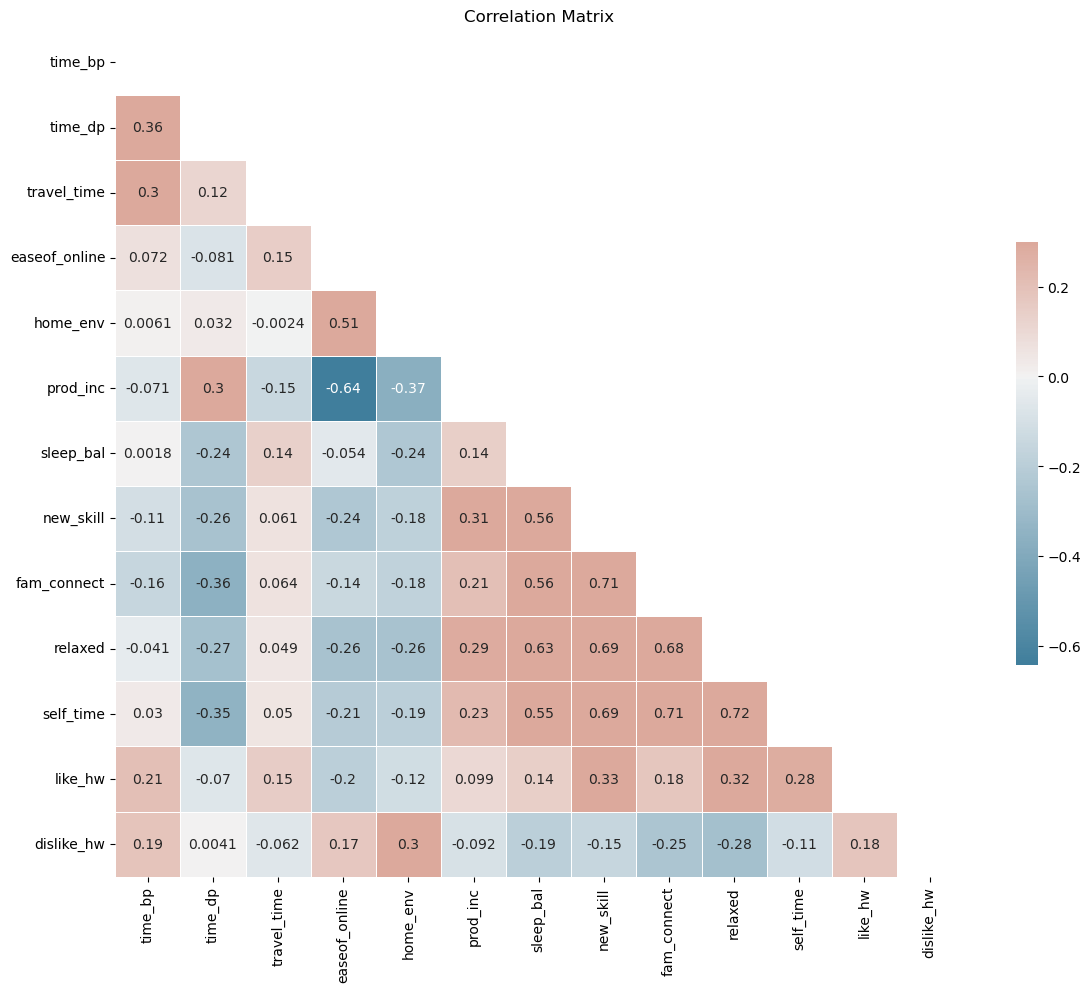 Correlation Matrix
time_bp
time_dp 0.36
travel_time 0.3 0.12
easeof_online 0.072 -0.081 0.15
home_env 0.0061 0.032 -0.0024 0.51
prod_inc -0.071 0.3 -0.15 -0.64 -0.37
sleep_bal 0.0018 -0.24 0.14 -0.054 -0.24 0.14
new_skill -0.11 -0.26 0.061 -0.24 -0.18 0.31 0.56
fam_connect -0.16 -0.36 0.064 -0.14 -0.18 0.21 0.56 0.71
relaxed -0.041 -0.27 0.049 -0.26 -0.26 0.29 0.63 0.69 0.68
self_time 0.03 -0.35 0.05 -0.21 -0.19 0.23 0.55 0.69 0.71 0.72
like_hw 0.21 -0.07 0.15 -0.2 -0.12 0.099 0.14 0.33 0.18 0.32 0.28
dislike_hw 0.19 0.0041 -0.062 0.17 0.3 -0.092 -0.19 -0.15 -0.25 -0.28 -0.11 0.18
time_bp time_dp travel_time easeof_online home_env prod_inc sleep_bal new_skill fam_connect relaxed self_time like_hw dislike_hw
0.2
0.0
−0.2
−0.4
−0.6